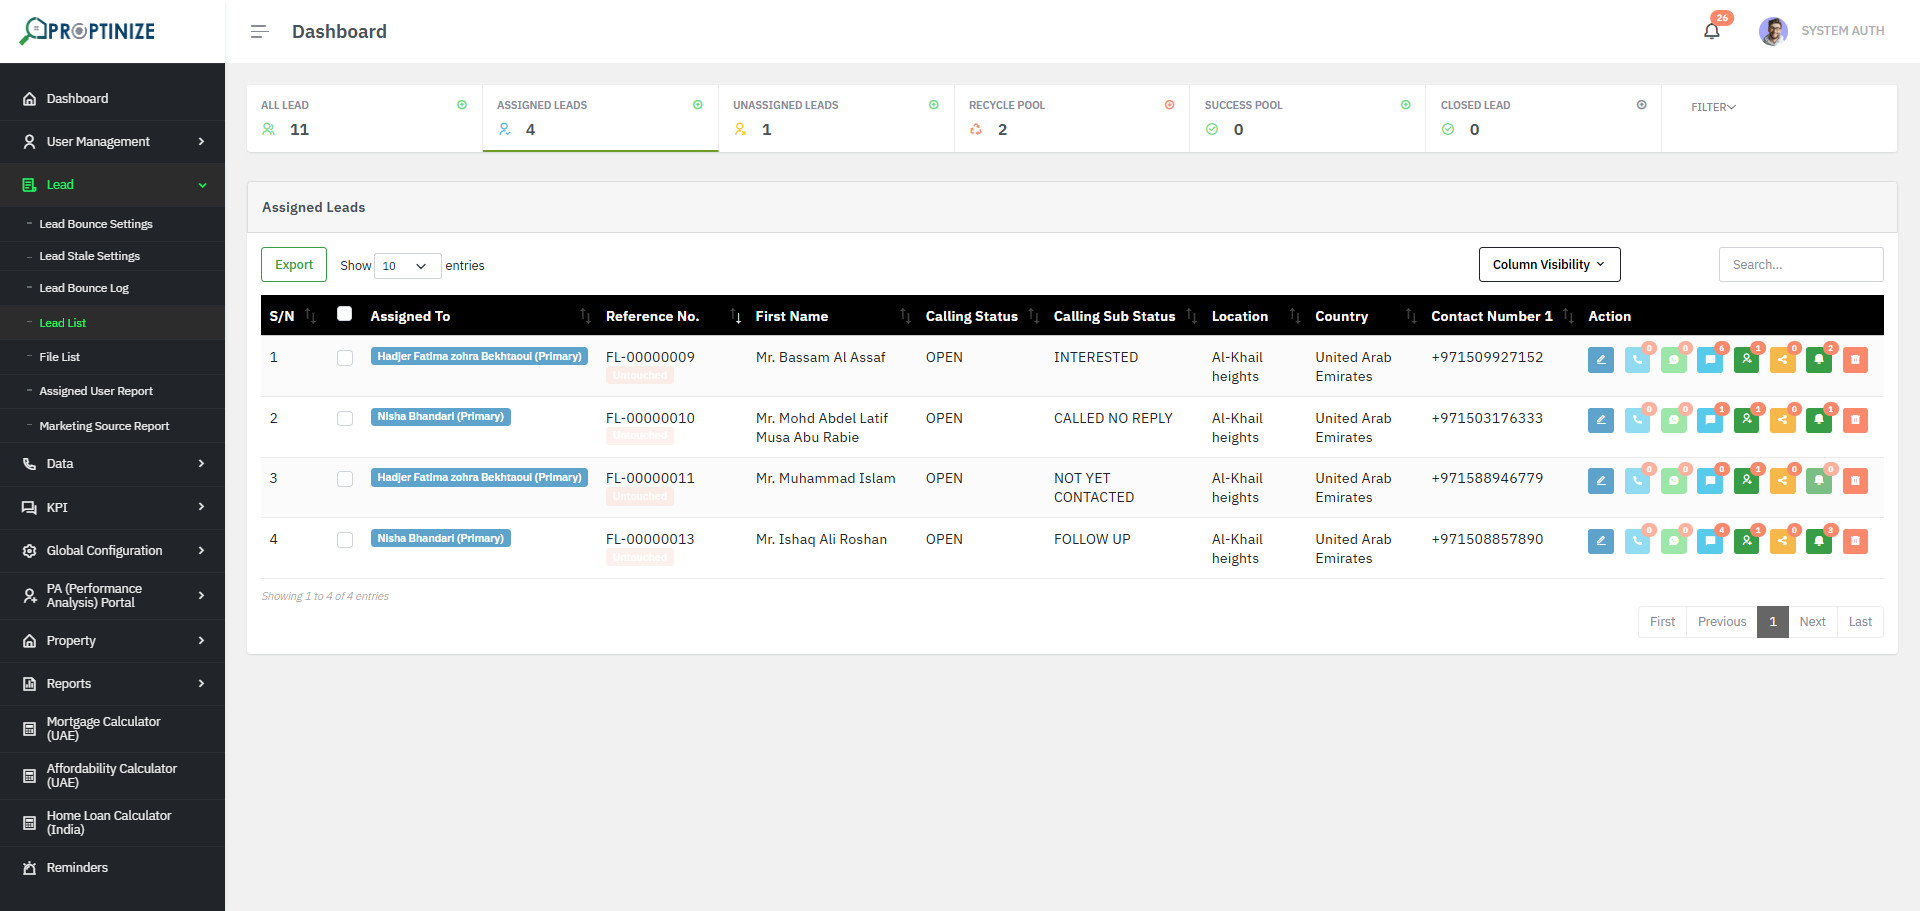 PROPTINIZE
Dashboard
26
SYSTEM AUTH
Dashboard
User Management
Lead
Lead Bounce Settings
Lead Stale Settings
Lead Bounce Log
Lead List
File List
Assigned User Report
Marketing Source Report
Data
KPI
Global Configuration
PA (Performance
Analysis) Portal
Property
Reports
Mortgage Calculator
(UAE)
Affordability Calculator
(UAE)
Home Loan Calculator
(India)
Reminders
ALL LEAD
11
ASSIGNED LEADS
4
UNASSIGNED LEADS
1
RECYCLE POOL
2
SUCCESS POOL
0
CLOSED LEAD
0
FILTER
Assigned Leads
Export Show 10 entries Column Visibility Search...
S/N Assigned To Reference No. First Name Calling Status Calling Sub Status Location Country Contact Number 1 Action
1 Hadjer Fatima zohra Bekhtaoui (Primary) FL-00000009 Mr. Bassam Al Assaf OPEN INTERESTED Al-Khail United Arab +971509927152 0 0 6 1 0 2
Untouched heights Emirates
2 Nisha Bhandari (Primary) FL-00000010 Mr. Mohd Abdel Latif OPEN CALLED NO REPLY Al-Khail United Arab +971503176333 0 0 1 1 0 1
Untouched Musa Abu Rabie heights Emirates
3 Hadjer Fatima zohra Bekhtaoui (Primary) FL-00000011 Mr. Muhammad Islam OPEN NOT YET Al-Khail United Arab +971588946779 0 0 0 1 0 0
Untouched CONTACTED heights Emirates
4 Nisha Bhandari (Primary) FL-00000013 Mr. Ishaq Ali Roshan OPEN FOLLOW UP Al-Khail United Arab +971508857890 0 0 4 1 0 3
Untouched heights Emirates
Showing 1 to 4 of 4 entries
First Previous 1 Next Last